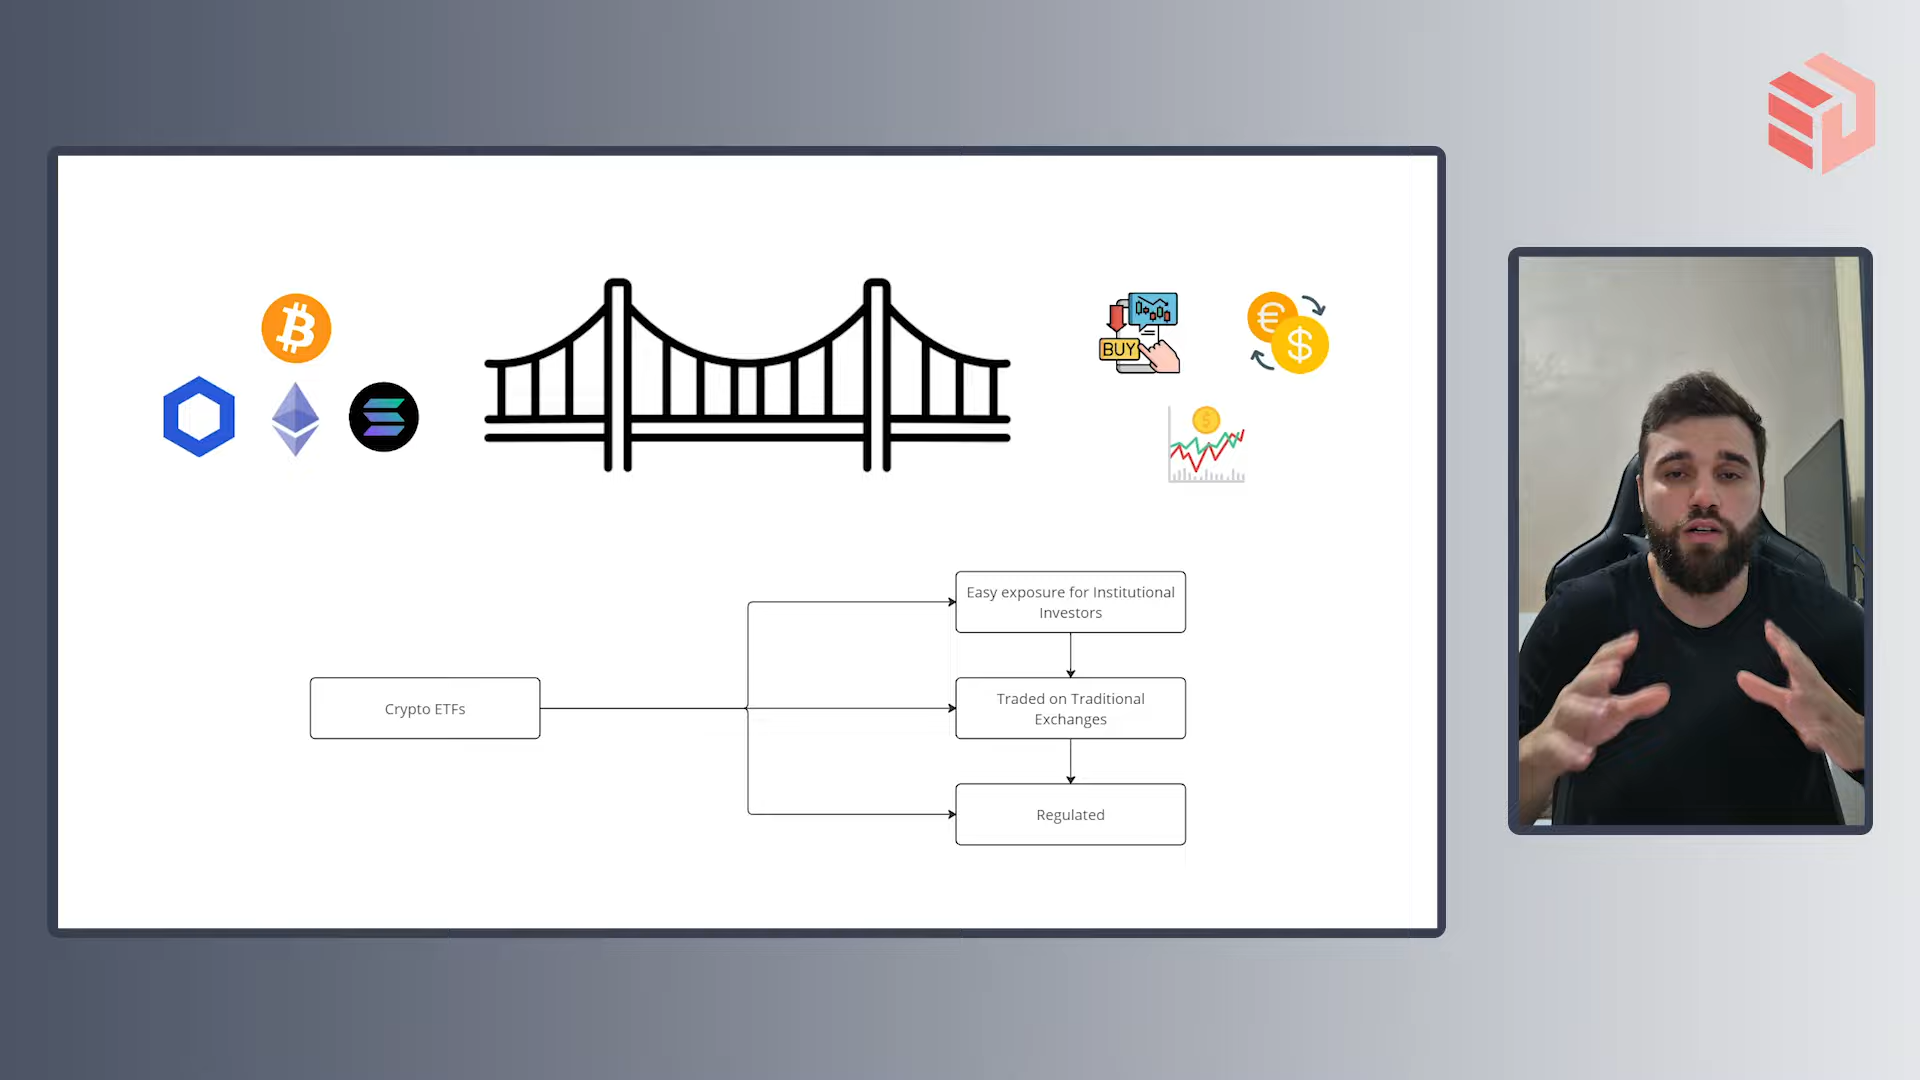 BUY
Easy exposure for Institutional
Investors
Crypto ETFs
Traded on Traditional
Exchanges
Regulated